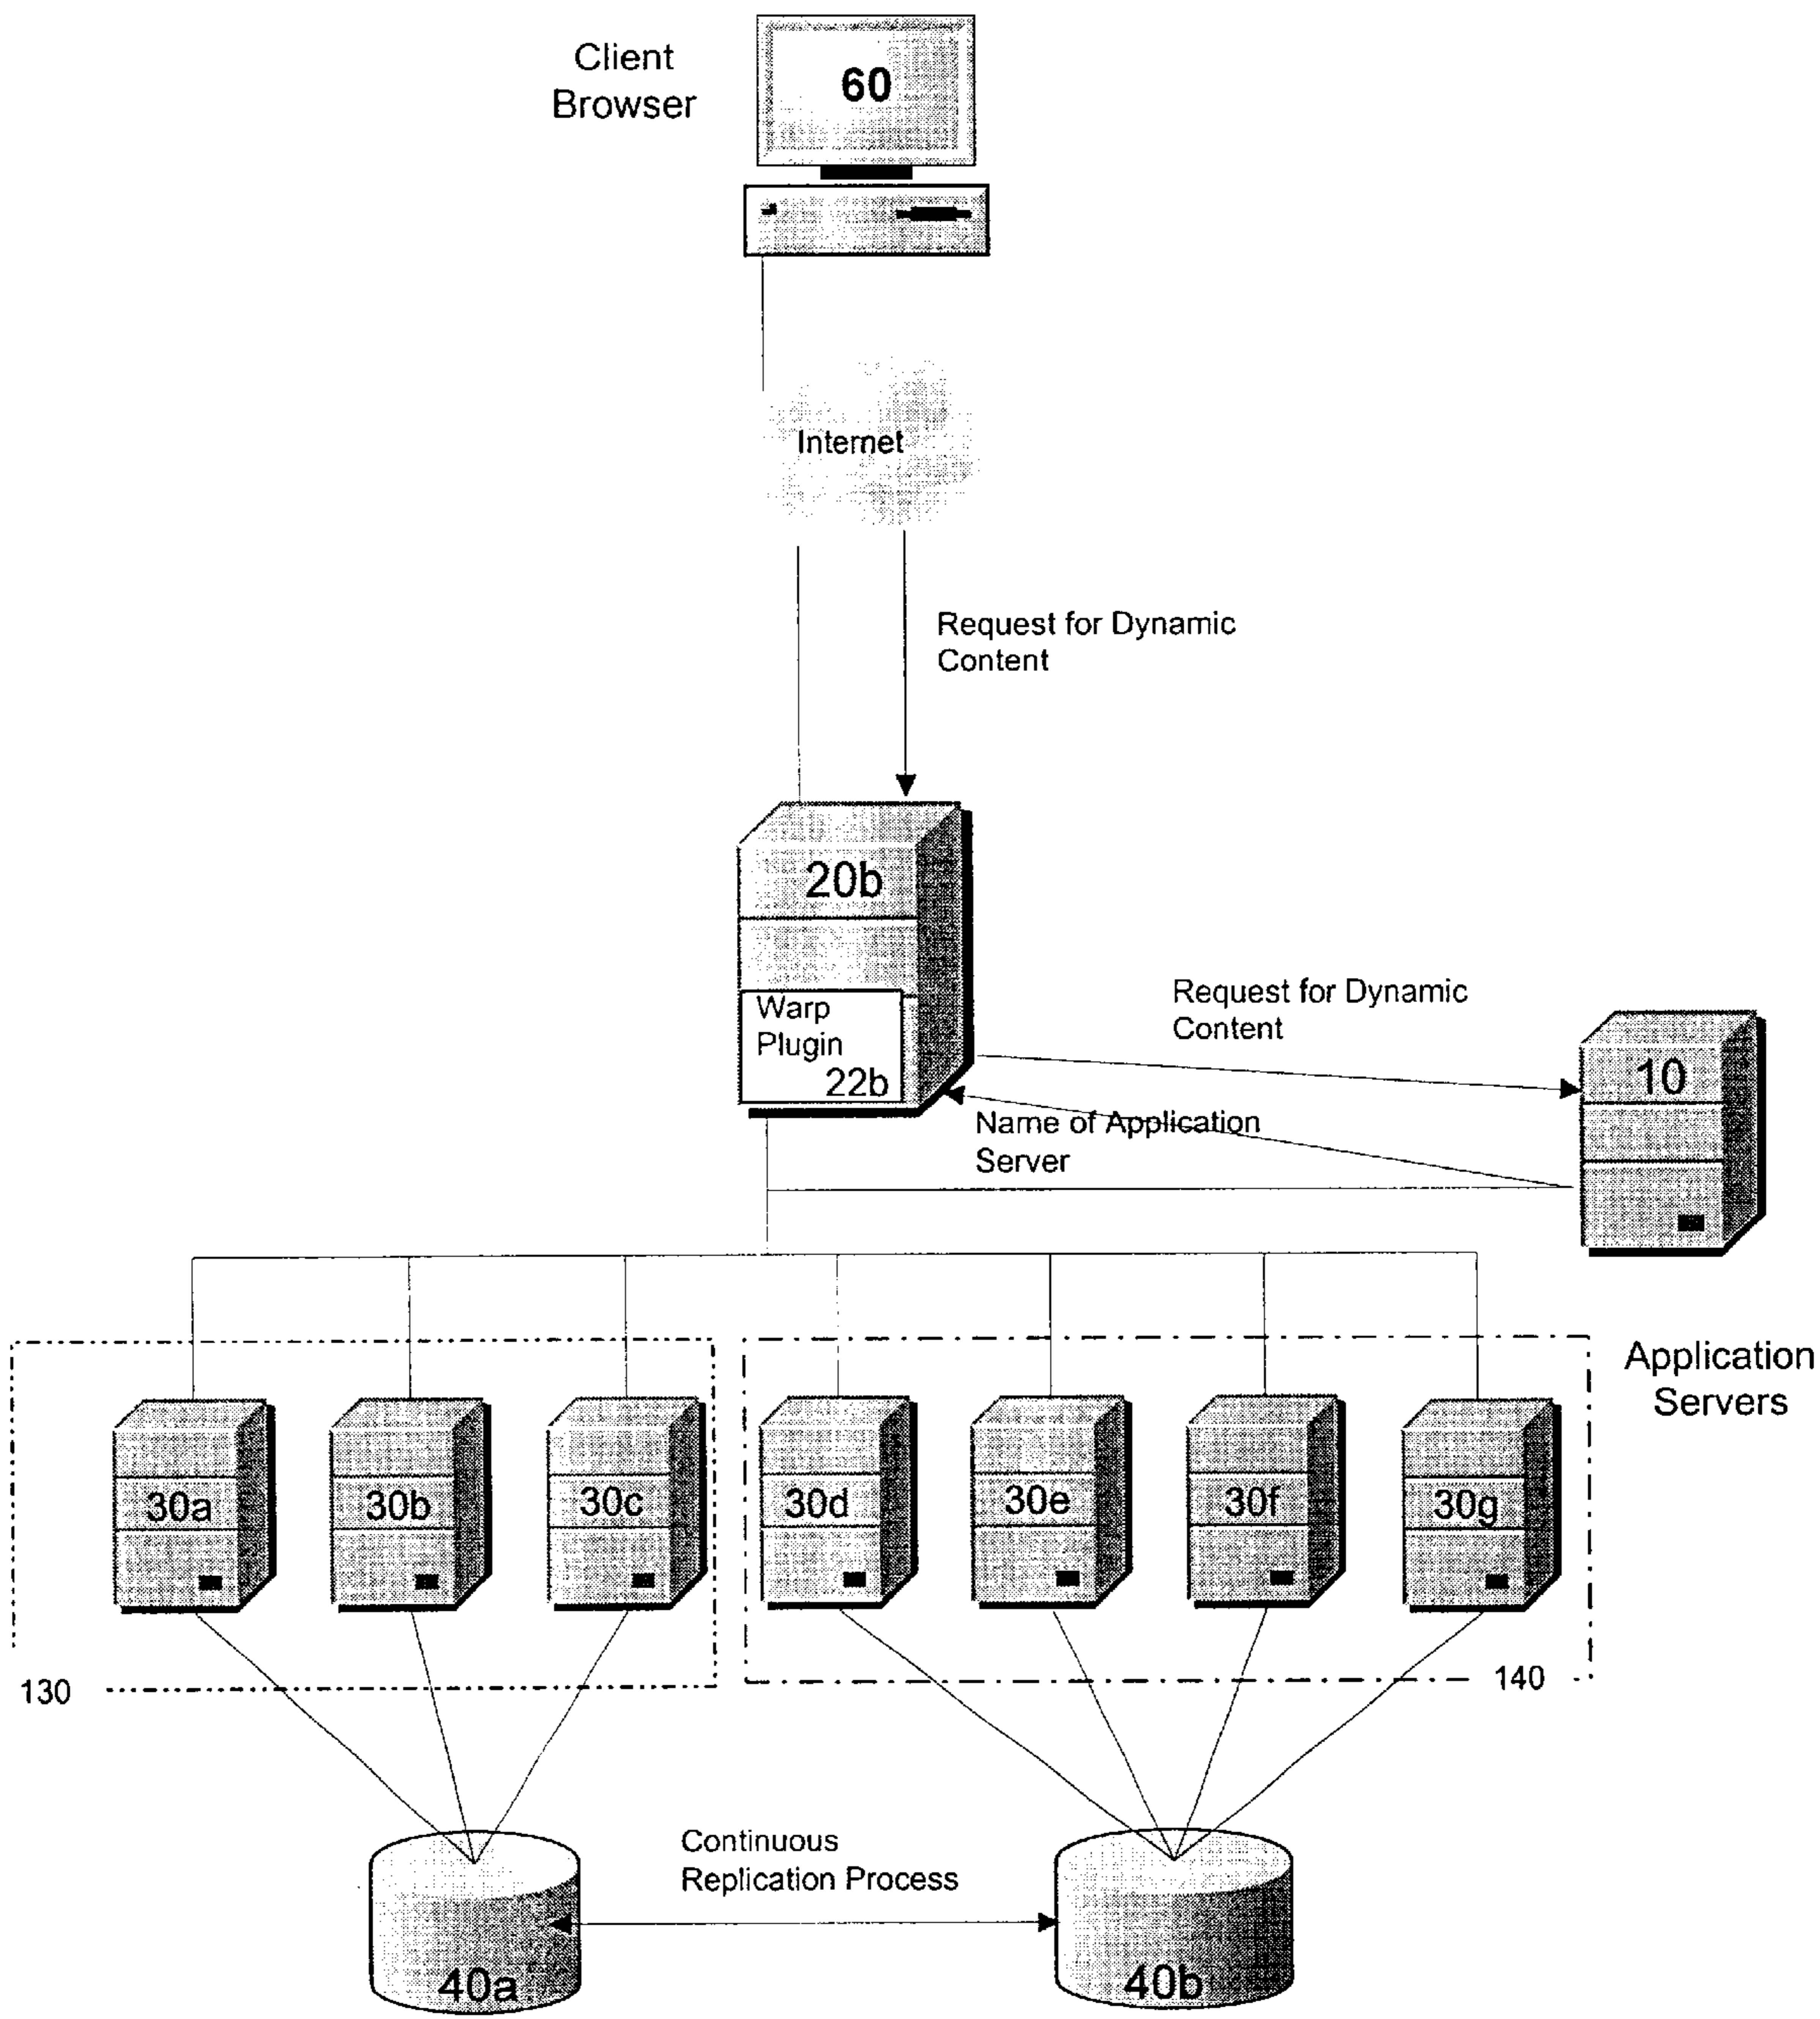 Client
Browser
60
Internet
Request for Dynamic
Content
20b
Warp
Plugin
22b
Request for Dynamic
Content
10
Name of Application
Server
Application
Servers
30a
30b
30c
30d
30e
30f
30g
130
140
Continuous
Replication Process
40a
40b